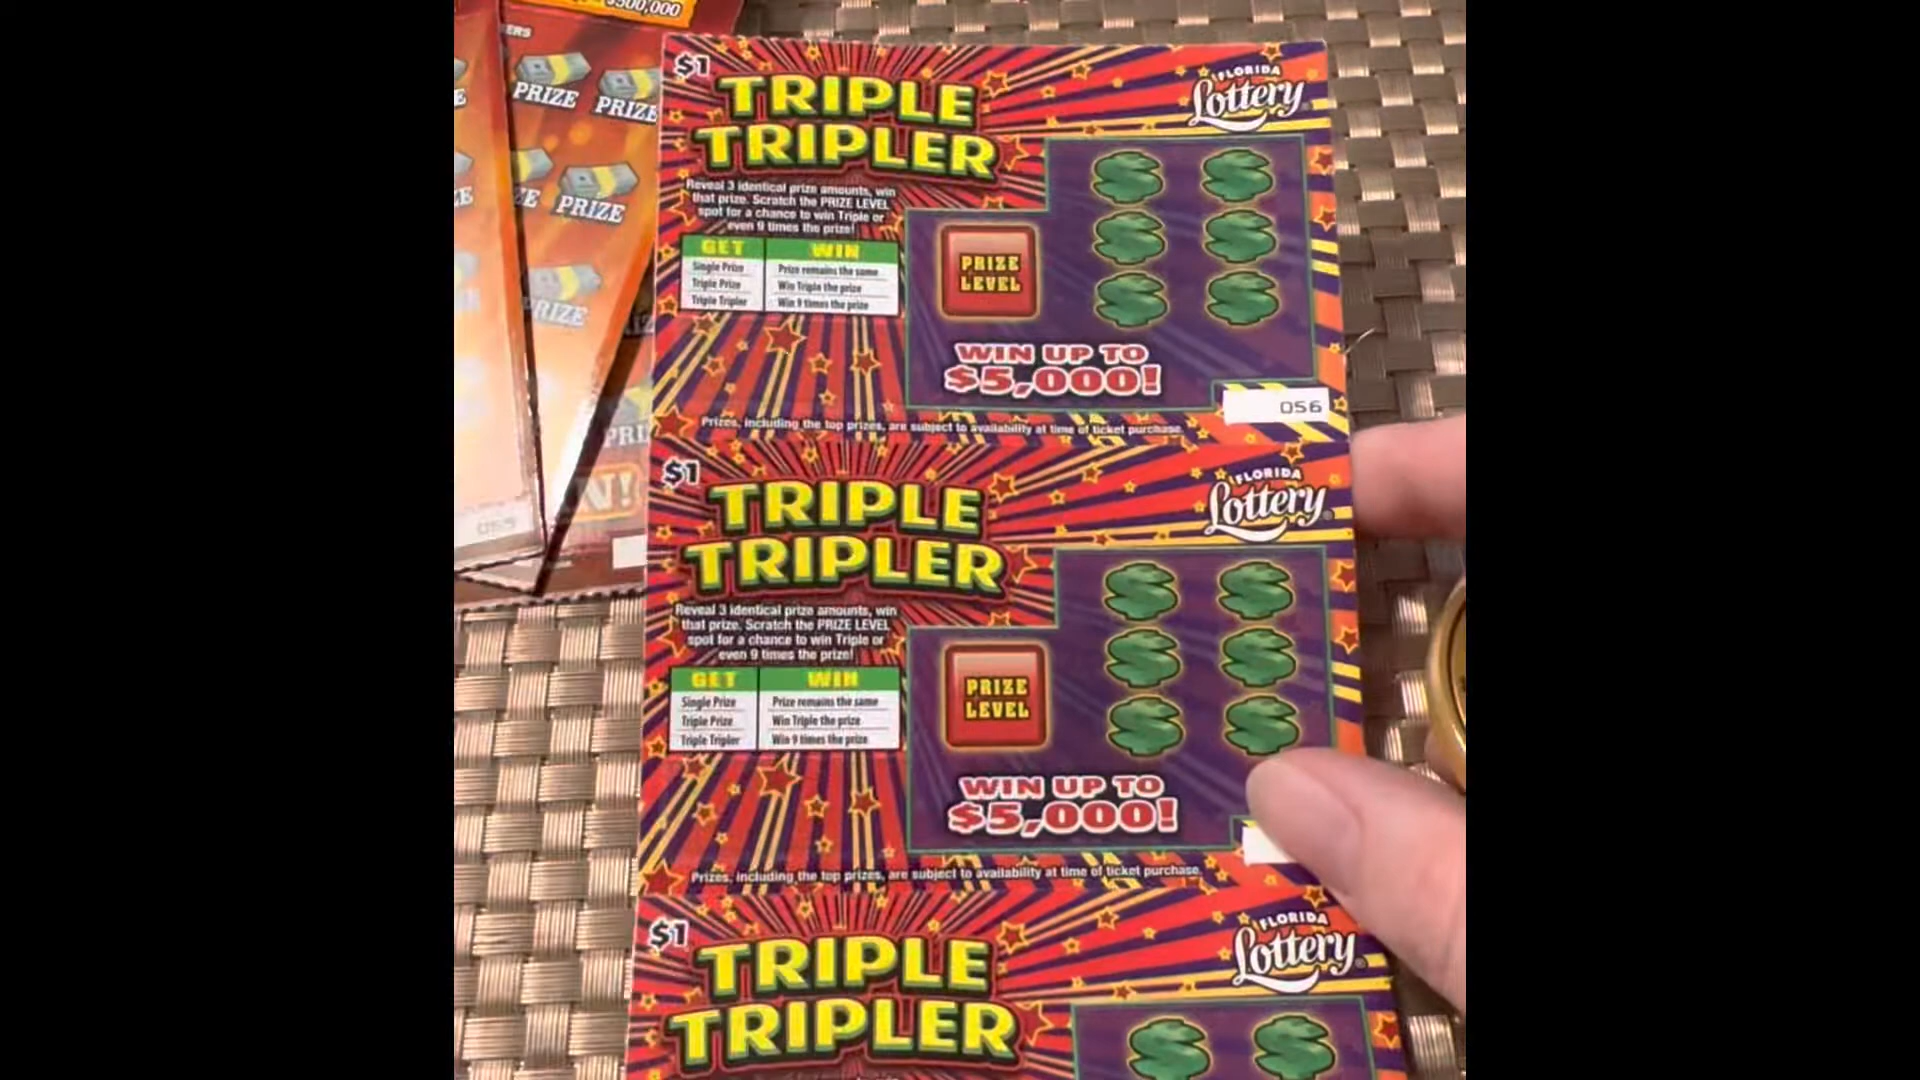 $500,000
ERS
PRIZE PRIZE
PRIZE
PRIZE
$1
TRIPLE
TRIPLER
FLORIDA
Lottery
Reveal 3 identical prize amounts, win
that prize. Scratch the PRIZE LEVEL
spot for a chance to win Triple or
even 9 times the prize!
GET WIN
Single Prize Prize remains the same
Triple Prize Win Triple the prize
Triple Tripler Win 9 times the prize
PRIZE
LEVEL
WIN UP TO
$5,000!
056
Prizes, including the top prizes, are subject to availability at time of ticket purchase.
$1
TRIPLE
TRIPLER
FLORIDA
Lottery
Reveal 3 identical prize amounts, win
that prize. Scratch the PRIZE LEVEL
spot for a chance to win Triple or
even 9 times the prize!
GET WIN
Single Prize Prize remains the same
Triple Prize Win Triple the prize
Triple Tripler Win 9 times the prize
PRIZE
LEVEL
WIN UP TO
$5,000!
Prizes, including the top prizes, are subject to availability at time of ticket purchase.
$1
TRIPLE
TRIPLER
FLORIDA
Lottery